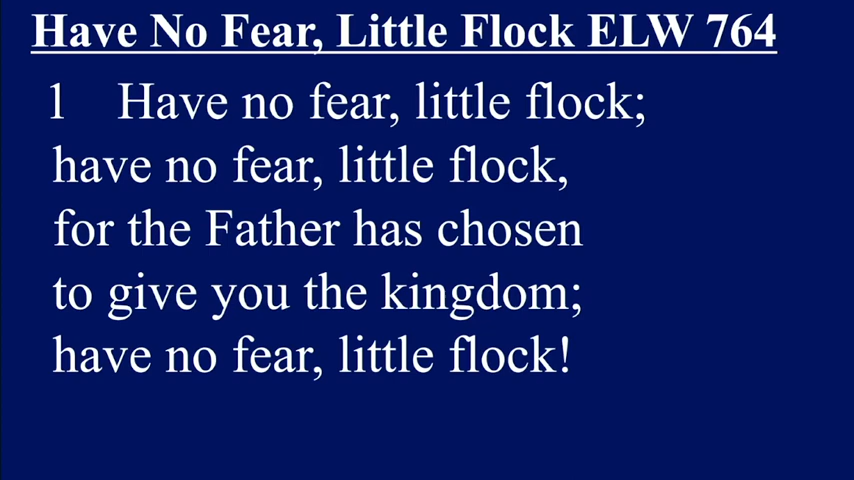 Have No Fear, Little Flock ELW 764
1 Have no fear, little flock;
have no fear, little flock,
for the Father has chosen
to give you the kingdom;
have no fear, little flock!